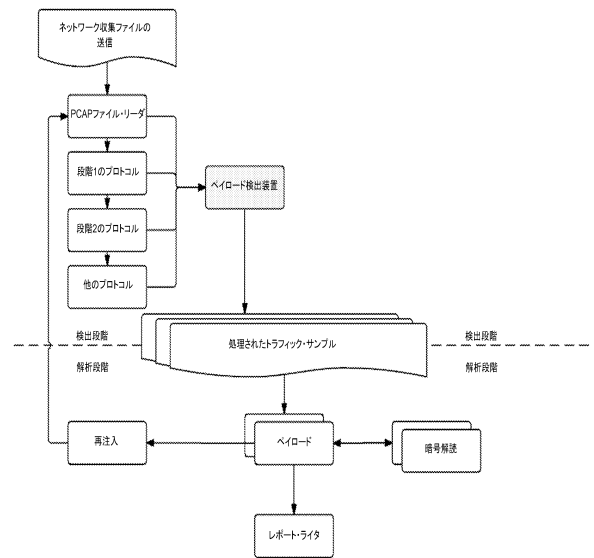 ネットワーク収集ファイルの
送信
PCAPファイル・リーダ
段階1のプロトコル
ペイロード検出装置
段階2のプロトコル
他のプロトコル
検出段階
処理されたトラフィック・サンプル
検出段階
解析段階
解析段階
再注入
ペイロード
暗号解読
レポート・ライタ